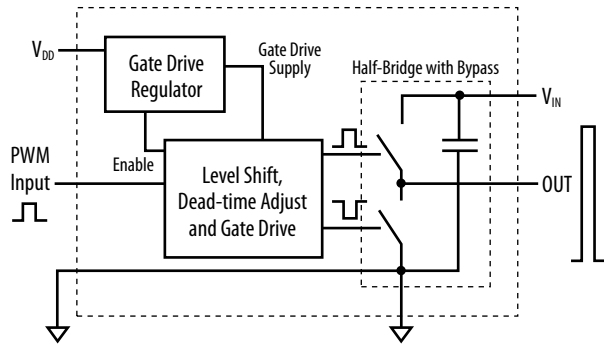 V_DD
Gate Drive
Regulator
Gate Drive
Supply
Half-Bridge with Bypass
V_IN
PWM
Input
Enable
Level Shift,
Dead-time Adjust
and Gate Drive
OUT